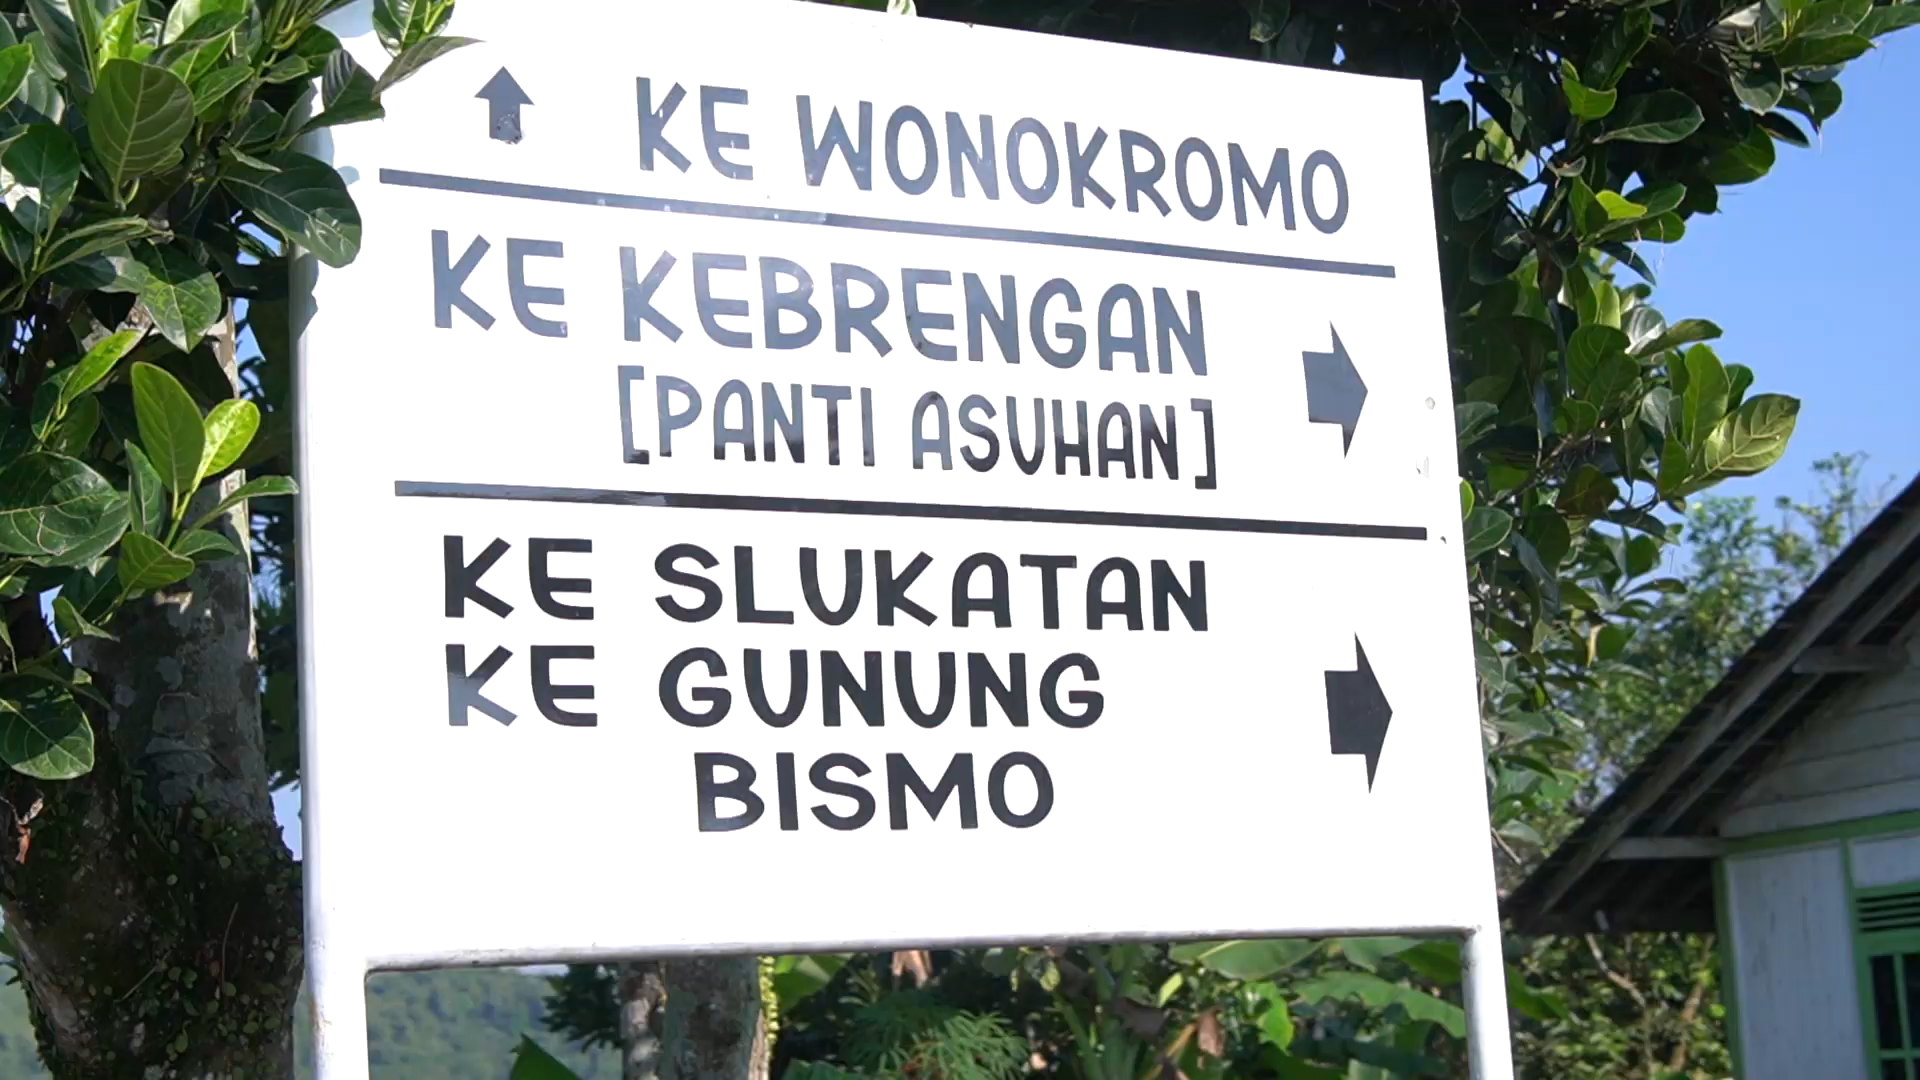 KE WONOKROMO
KE KEBRENGAN
[PANTI ASUHAN]
KE SLUKATAN
KE GUNUNG
BISMO